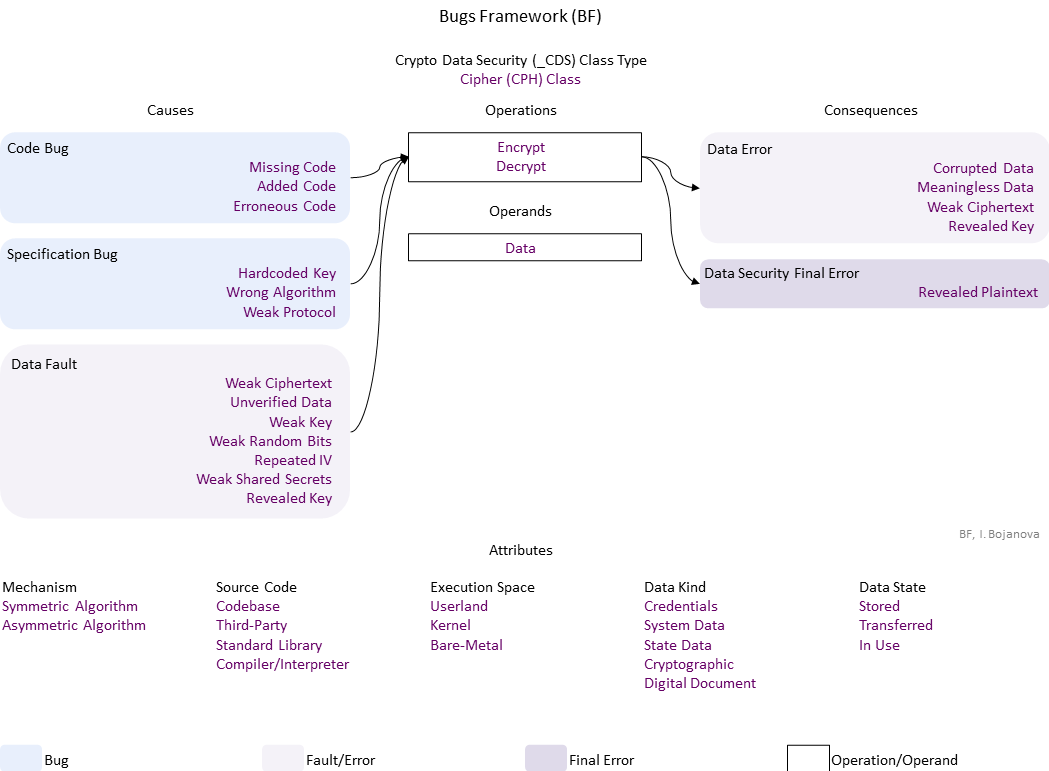 Bugs Framework (BF)
Crypto Data Security (_CDS) Class Type
Cipher (CPH) Class
Causes
Operations
Consequences
Code Bug
Missing Code
Added Code
Erroneous Code
Specification Bug
Hardcoded Key
Wrong Algorithm
Weak Protocol
Data Fault
Weak Ciphertext
Unverified Data
Weak Key
Weak Random Bits
Repeated IV
Weak Shared Secrets
Revealed Key
Encrypt
Decrypt
Operands
Data
Data Error
Corrupted Data
Meaningless Data
Weak Ciphertext
Revealed Key
Data Security Final Error
Revealed Plaintext
BF, I. Bojanova
Attributes
Mechanism
Symmetric Algorithm
Asymmetric Algorithm
Source Code
Codebase
Third-Party
Standard Library
Compiler/Interpreter
Execution Space
Userland
Kernel
Bare-Metal
Data Kind
Credentials
System Data
State Data
Cryptographic
Digital Document
Data State
Stored
Transferred
In Use
Bug
Fault/Error
Final Error
Operation/Operand